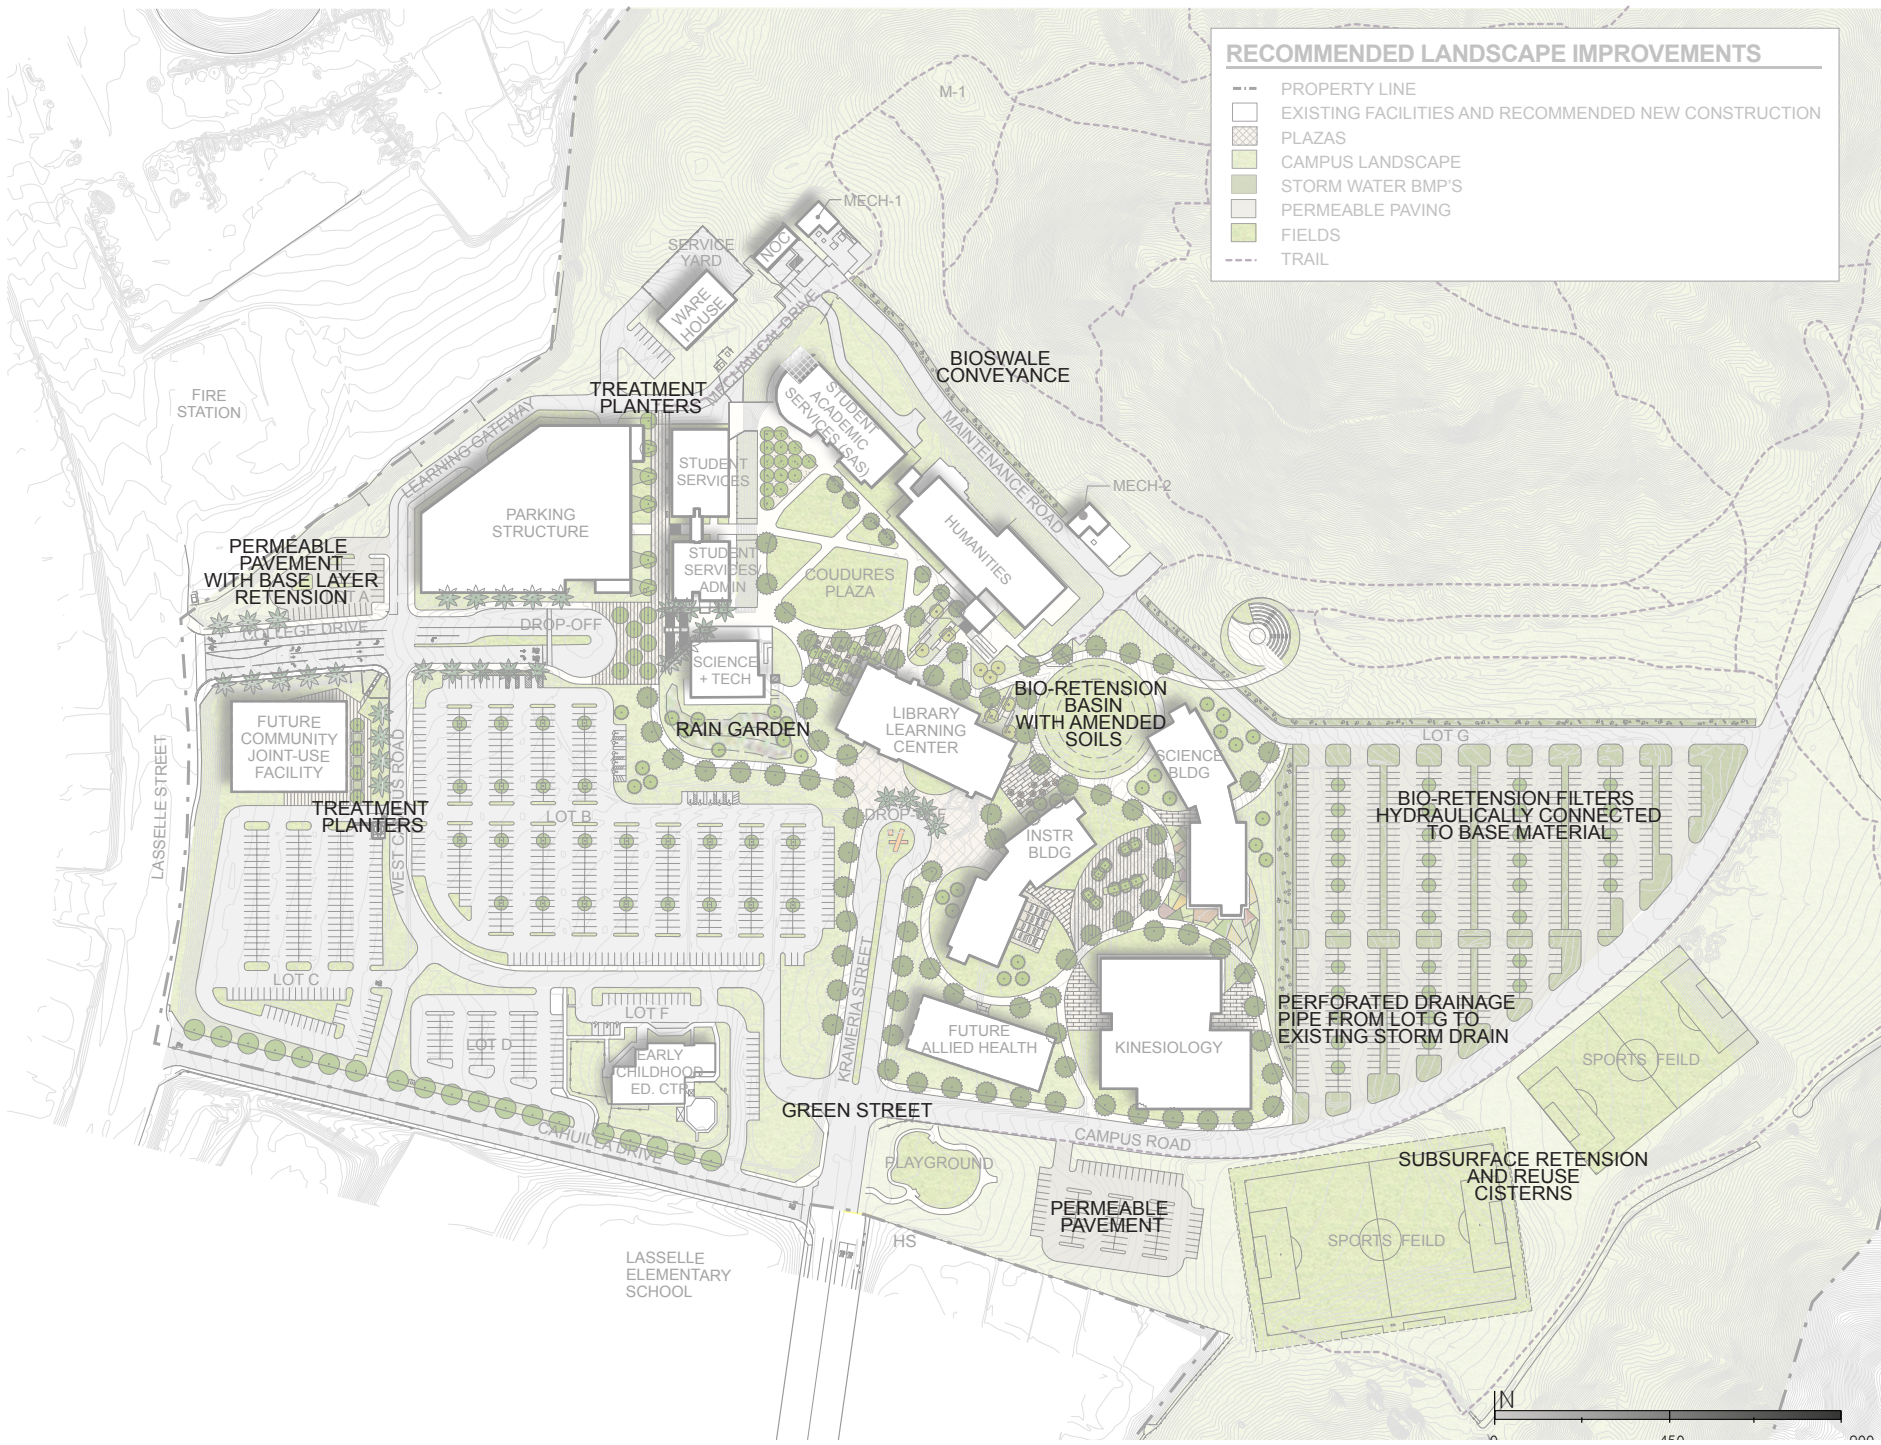 RECOMMENDED LANDSCAPE IMPROVEMENTS
PROPERTY LINE
EXISTING FACILITIES AND RECOMMENDED NEW CONSTRUCTION
PLAZAS
CAMPUS LANDSCAPE
STORM WATER BMP'S
PERMEABLE PAVING
FIELDS
TRAIL
M-1
MECH-1
NOC
SERVICE
YARD
WARE
HOUSE
MECHANICAL DRIVE
BIOSWALE
CONVEYANCE
FIRE
STATION
TREATMENT
PLANTERS
LEARNING GATEWAY
STUDENT
ACADEMIC
SERVICES (SAS)
MAINTENANCE ROAD
MECH-2
STUDENT
SERVICES
PARKING
STRUCTURE
HUMANITIES
PERMEABLE
PAVEMENT
WITH BASE LAYER
RETENTION
LOT A
STUDENT
SERVICES/
ADMIN
COUDURES
PLAZA
COLLEGE DRIVE
DROP-OFF
SCIENCE
+ TECH
BIO-RETENTION
BASIN
WITH AMENDED
SOILS
FUTURE
COMMUNITY
JOINT-USE
FACILITY
RAIN GARDEN
LIBRARY
LEARNING
CENTER
SCIENCE
BLDG
LOT G
LASSELLE STREET
WEST CAMPUS ROAD
TREATMENT
PLANTERS
LOT B
DROP-OFF
INSTR
BLDG
BIO-RETENTION FILTERS
HYDRAULICALLY CONNECTED
TO BASE MATERIAL
LOT C
KRAMERIA STREET
LOT F
LOT D
EARLY
CHILDHOOD
ED. CTR
FUTURE
ALLIED HEALTH
KINESIOLOGY
PERFORATED DRAINAGE
PIPE FROM LOT G TO
EXISTING STORM DRAIN
SPORTS FEILD
GREEN STREET
CAHUILLA DRIVE
CAMPUS ROAD
PLAYGROUND
SUBSURFACE RETENTION
AND REUSE
CISTERNS
PERMEABLE
PAVEMENT
SPORTS FEILD
HS
LASSELLE
ELEMENTARY
SCHOOL
N
0 450 900